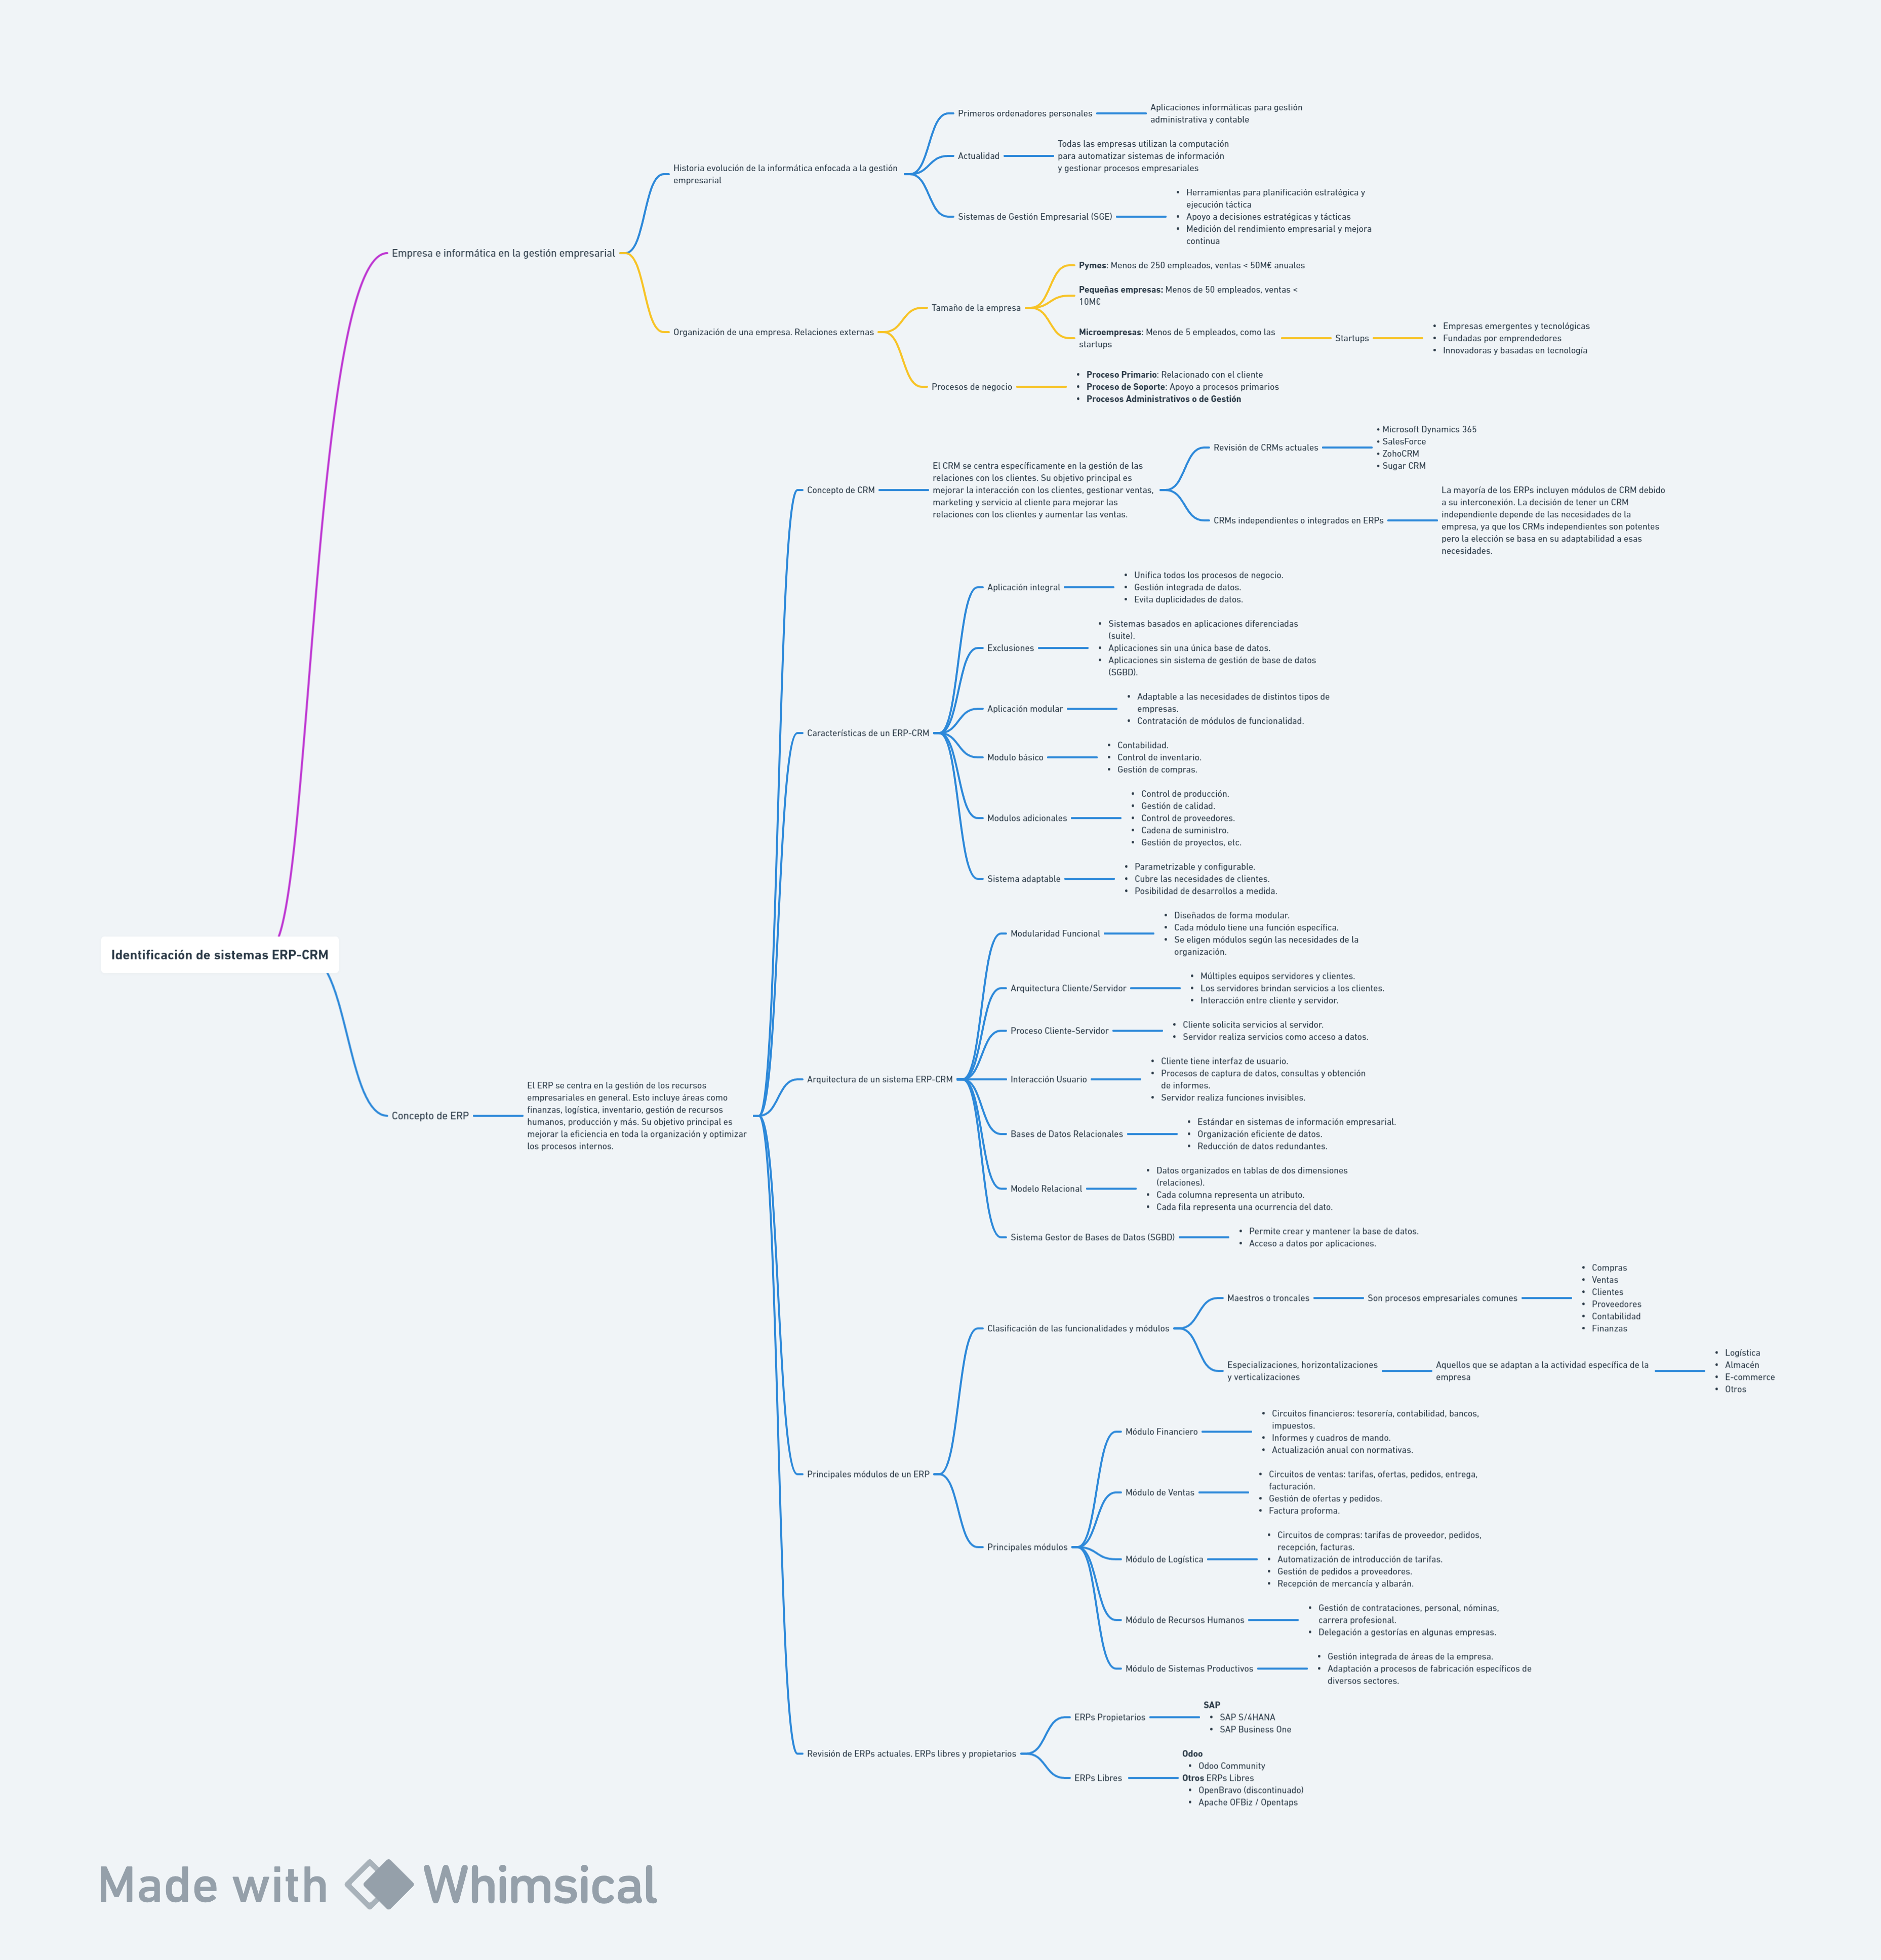 Identificación de sistemas ERP-CRM
Empresa e informática en la gestión empresarial
Historia evolución de la informática enfocada a la gestión
empresarial
Primeros ordenadores personales
Aplicaciones informáticas para gestión
administrativa y contable
Actualidad
Todas las empresas utilizan la computación
para automatizar sistemas de información
y gestionar procesos empresariales
Sistemas de Gestión Empresarial (SGE)
• Herramientas para planificación estratégica y
ejecución táctica
• Apoyo a decisiones estratégicas y tácticas
• Medición del rendimiento empresarial y mejora
continua
Organización de una empresa. Relaciones externas
Tamaño de la empresa
Pymes: Menos de 250 empleados, ventas < 50M€ anuales
Pequeñas empresas: Menos de 50 empleados, ventas <
10M€
Microempresas: Menos de 5 empleados, como las
startups
Startups
• Empresas emergentes y tecnológicas
• Fundadas por emprendedores
• Innovadoras y basadas en tecnología
Procesos de negocio
• Proceso Primario: Relacionado con el cliente
• Proceso de Soporte: Apoyo a procesos primarios
• Procesos Administrativos o de Gestión
Concepto de ERP
El ERP se centra en la gestión de los recursos
empresariales en general. Esto incluye áreas como
finanzas, logística, inventario, gestión de recursos
humanos, producción y más. Su objetivo principal es
mejorar la eficiencia en toda la organización y optimizar
los procesos internos.
Concepto de CRM
El CRM se centra específicamente en la gestión de las
relaciones con los clientes. Su objetivo principal es
mejorar la interacción con los clientes, gestionar ventas,
marketing y servicio al cliente para mejorar las
relaciones con los clientes y aumentar las ventas.
Revisión de CRMs actuales
• Microsoft Dynamics 365
• SalesForce
• ZohoCRM
• Sugar CRM
CRMs independientes o integrados en ERPs
La mayoría de los ERPs incluyen módulos de CRM debido
a su interconexión. La decisión de tener un CRM
independiente depende de las necesidades de la
empresa, ya que los CRMs independientes son potentes
pero la elección se basa en su adaptabilidad a esas
necesidades.
Características de un ERP-CRM
Aplicación integral
• Unifica todos los procesos de negocio.
• Gestión integrada de datos.
• Evita duplicidades de datos.
Exclusiones
• Sistemas basados en aplicaciones diferenciadas
(suite).
• Aplicaciones sin una única base de datos.
• Aplicaciones sin sistema de gestión de base de datos
(SGBD).
Aplicación modular
• Adaptable a las necesidades de distintos tipos de
empresas.
• Contratación de módulos de funcionalidad.
Modulo básico
• Contabilidad.
• Control de inventario.
• Gestión de compras.
Modulos adicionales
• Control de producción.
• Gestión de calidad.
• Control de proveedores.
• Cadena de suministro.
• Gestión de proyectos, etc.
Sistema adaptable
• Parametrizable y configurable.
• Cubre las necesidades de clientes.
• Posibilidad de desarrollos a medida.
Arquitectura de un sistema ERP-CRM
Modularidad Funcional
• Diseñados de forma modular.
• Cada módulo tiene una función específica.
• Se eligen módulos según las necesidades de la
organización.
Arquitectura Cliente/Servidor
• Múltiples equipos servidores y clientes.
• Los servidores brindan servicios a los clientes.
• Interacción entre cliente y servidor.
Proceso Cliente-Servidor
• Cliente solicita servicios al servidor.
• Servidor realiza servicios como acceso a datos.
Interacción Usuario
• Cliente tiene interfaz de usuario.
• Procesos de captura de datos, consultas y obtención
de informes.
• Servidor realiza funciones invisibles.
Bases de Datos Relacionales
• Estándar en sistemas de información empresarial.
• Organización eficiente de datos.
• Reducción de datos redundantes.
Modelo Relacional
• Datos organizados en tablas de dos dimensiones
(relaciones).
• Cada columna representa un atributo.
• Cada fila representa una ocurrencia del dato.
Sistema Gestor de Bases de Datos (SGBD)
• Permite crear y mantener la base de datos.
• Acceso a datos por aplicaciones.
Principales módulos de un ERP
Clasificación de las funcionalidades y módulos
Maestros o troncales
Son procesos empresariales comunes
• Compras
• Ventas
• Clientes
• Proveedores
• Contabilidad
• Finanzas
Especializaciones, horizontalizaciones
y verticalizaciones
Aquellos que se adaptan a la actividad específica de la
empresa
• Logística
• Almacén
• E-commerce
• Otros
Principales módulos
Módulo Financiero
• Circuitos financieros: tesorería, contabilidad, bancos,
impuestos.
• Informes y cuadros de mando.
• Actualización anual con normativas.
Módulo de Ventas
• Circuitos de ventas: tarifas, ofertas, pedidos, entrega,
facturación.
• Gestión de ofertas y pedidos.
• Factura proforma.
Módulo de Logística
• Circuitos de compras: tarifas de proveedor, pedidos,
recepción, facturas.
• Automatización de introducción de tarifas.
• Gestión de pedidos a proveedores.
• Recepción de mercancía y albarán.
Módulo de Recursos Humanos
• Gestión de contrataciones, personal, nóminas,
carrera profesional.
• Delegación a gestorías en algunas empresas.
Módulo de Sistemas Productivos
• Gestión integrada de áreas de la empresa.
• Adaptación a procesos de fabricación específicos de
diversos sectores.
Revisión de ERPs actuales. ERPs libres y propietarios
ERPs Propietarios
SAP
• SAP S/4HANA
• SAP Business One
ERPs Libres
Odoo
• Odoo Community
Otros ERPs Libres
• OpenBravo (discontinuado)
• Apache OFBiz / Opentaps
Made with Whimsical